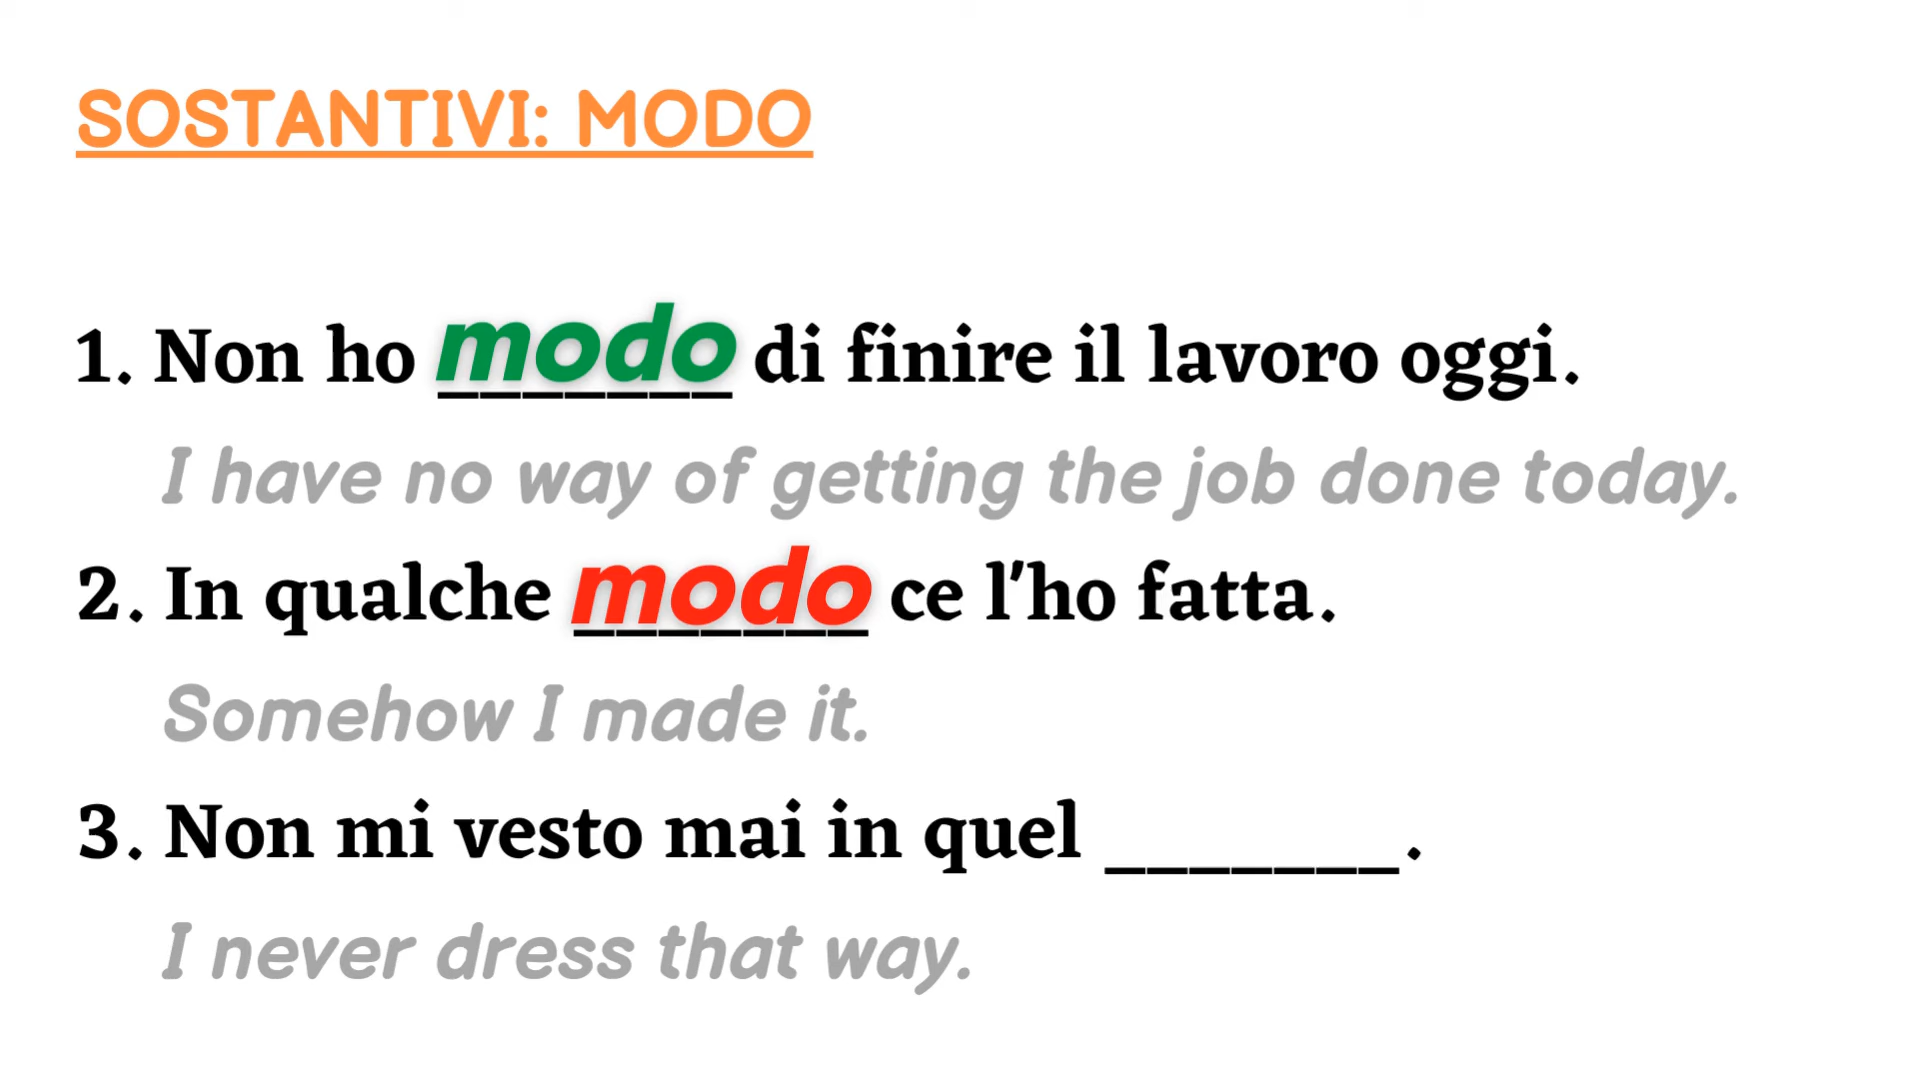 SOSTANTIVI: MODO
1. Non ho modo di finire il lavoro oggi.
I have no way of getting the job done today.
2. In qualche modo ce l'ho fatta.
Somehow I made it.
3. Non mi vesto mai in quel _______.
I never dress that way.